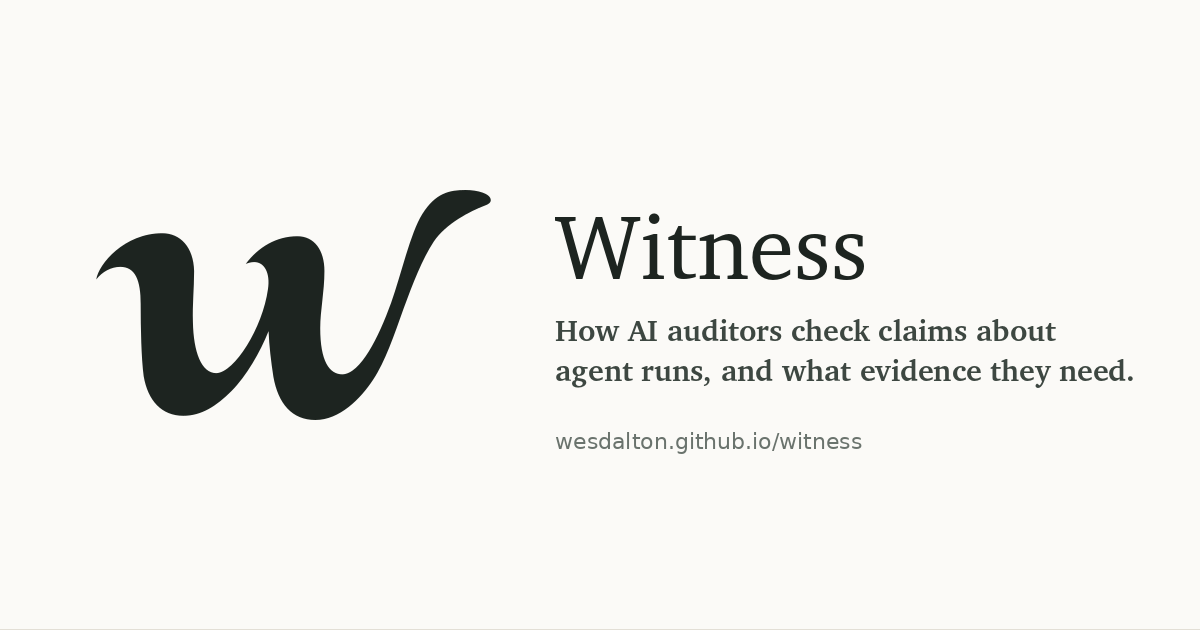 w
Witness
How AI auditors check claims about
agent runs, and what evidence they need.
wesdalton.github.io/witness